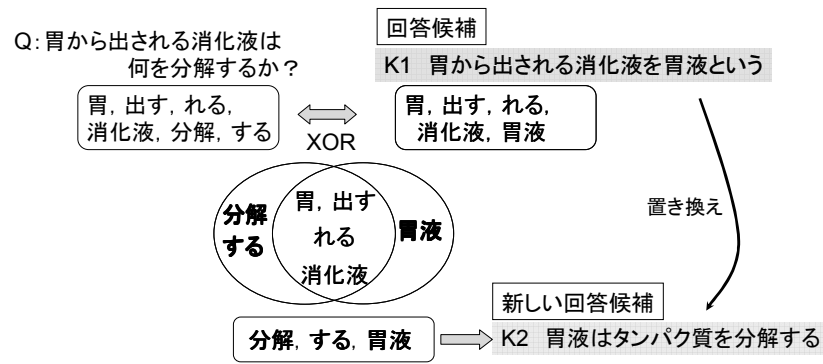 Q：胃から出される消化液は
何を分解するか？
回答候補
K1 胃から出される消化液を胃液という
胃, 出す, れる,
消化液, 分解, する
XOR
胃, 出す, れる,
消化液, 胃液
分解
する
胃, 出す
れる
消化液
胃液
置き換え
分解, する, 胃液
新しい回答候補
K2 胃液はタンパク質を分解する